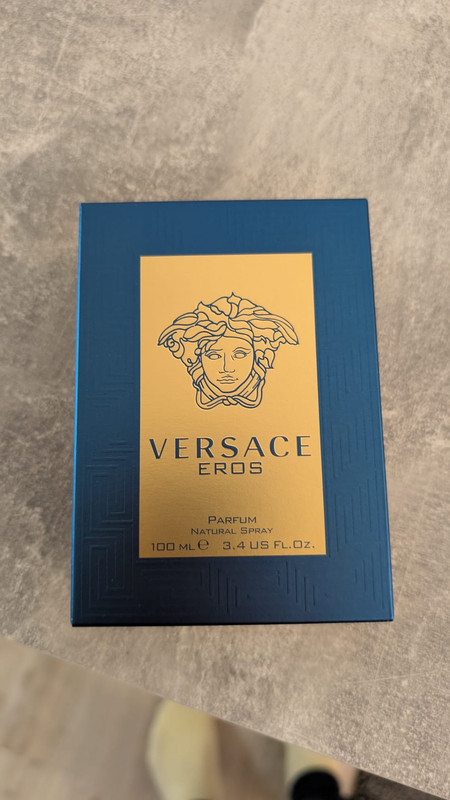 VERSACE
EROS
PARFUM
NATURAL SPRAY
100 ML ℮ 3.4 US FL.OZ.